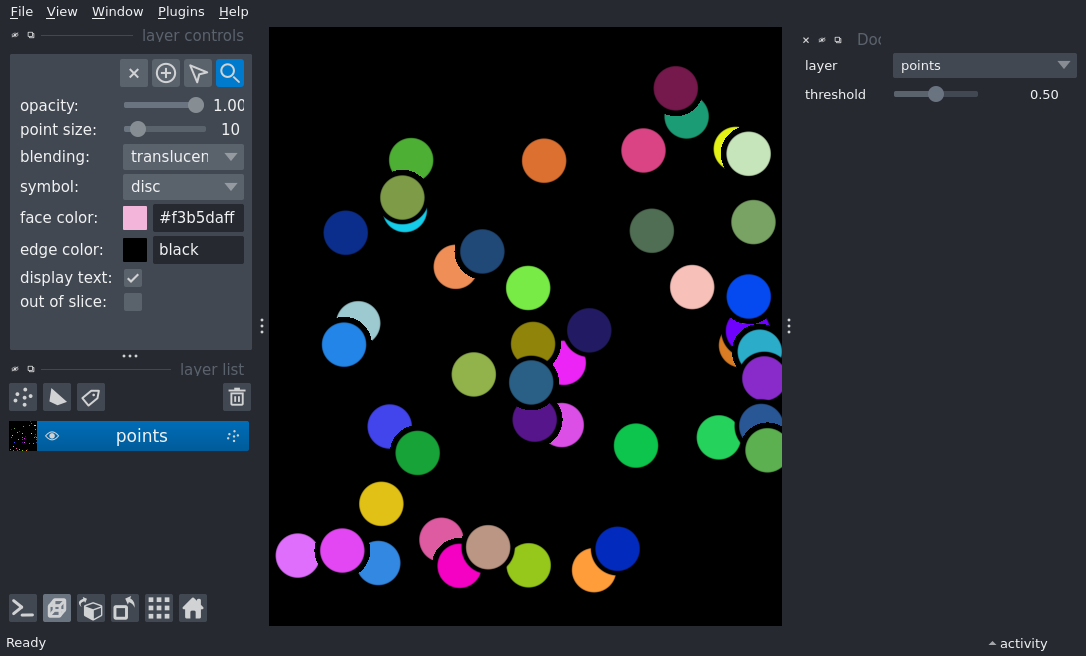 File View Window Plugins Help
layer controls
opacity: 1.00
point size: 10
blending: translucen
symbol: disc
face color: #f3b5daff
edge color: black
display text:
out of slice:
layer list
points
Doc
layer points
threshold 0.50
Ready
activity